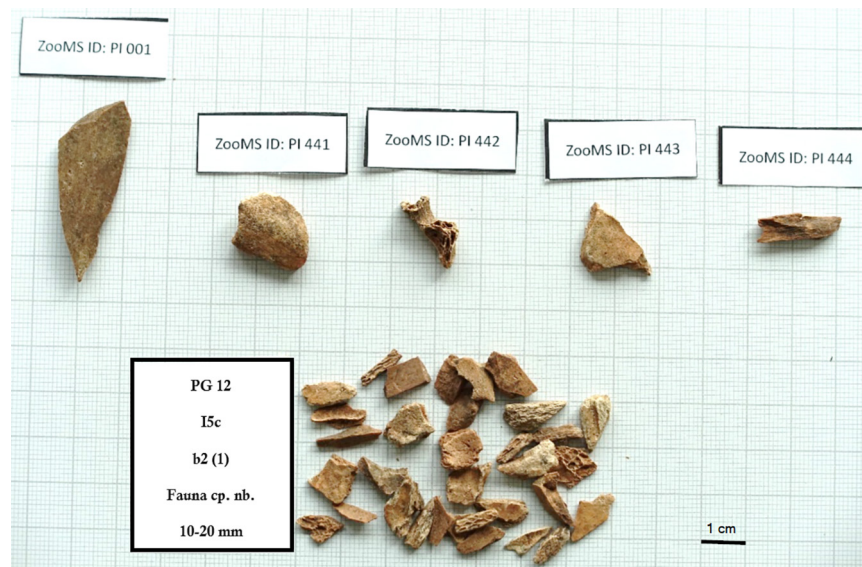 ZooMS ID: PI 001
ZooMS ID: PI 441
ZooMS ID: PI 442
ZooMS ID: PI 443
ZooMS ID: PI 444
PG 12
I5c
b2 (1)
Fauna cp. nb.
10-20 mm
1 cm